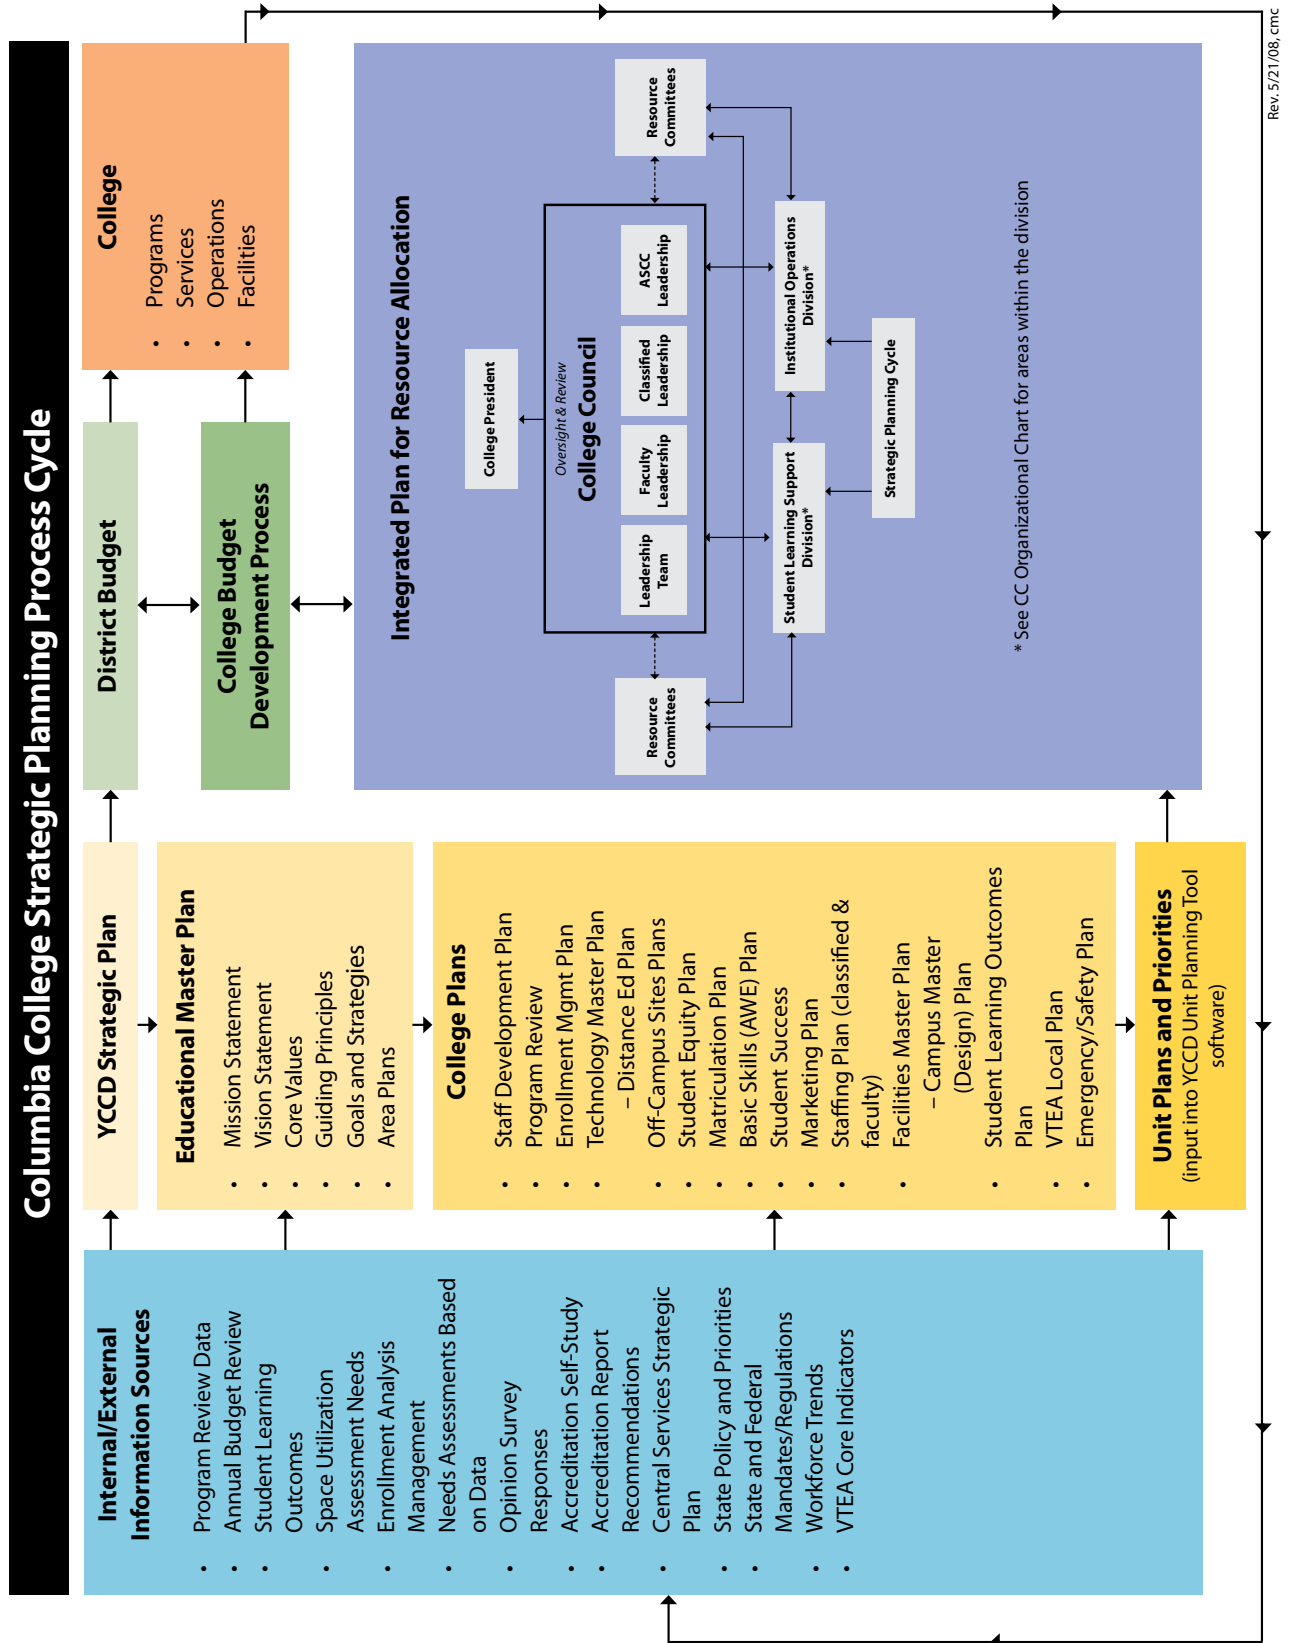 Columbia College Strategic Planning Process Cycle
Internal/External
Information Sources
• Program Review Data
• Annual Budget Review
• Student Learning
Outcomes
• Space Utilization
Assessment Needs
• Enrollment Analysis
Management
• Needs Assessments Based
on Data
• Opinion Survey
Responses
• Accreditation Self-Study
• Accreditation Report
Recommendations
• Central Services Strategic
Plan
• State Policy and Priorities
• State and Federal
Mandates/Regulations
• Workforce Trends
• VTEA Core Indicators
YCCD Strategic Plan
Educational Master Plan
• Mission Statement
• Vision Statement
• Core Values
• Guiding Principles
• Goals and Strategies
• Area Plans
College Plans
• Staff Development Plan
• Program Review
• Enrollment Mgmt Plan
• Technology Master Plan
– Distance Ed Plan
• Off-Campus Sites Plans
• Student Equity Plan
• Matriculation Plan
• Basic Skills (AWE) Plan
• Student Success
• Marketing Plan
• Staffing Plan (classified &
faculty)
• Facilities Master Plan
– Campus Master
(Design) Plan
• Student Learning Outcomes
Plan
• VTEA Local Plan
• Emergency/Safety Plan
Unit Plans and Priorities
(input into YCCD Unit Planning Tool
software)
District Budget
College Budget
Development Process
College
• Programs
• Services
• Operations
• Facilities
Integrated Plan for Resource Allocation
College President
Oversight & Review
College Council
Leadership
Team
Faculty
Leadership
Classified
Leadership
ASCC
Leadership
Resource
Committees
Resource
Committees
Student Learning Support
Division*
Institutional Operations
Division*
Strategic Planning Cycle
* See CC Organizational Chart for areas within the division
Rev. 5/21/08, cmc